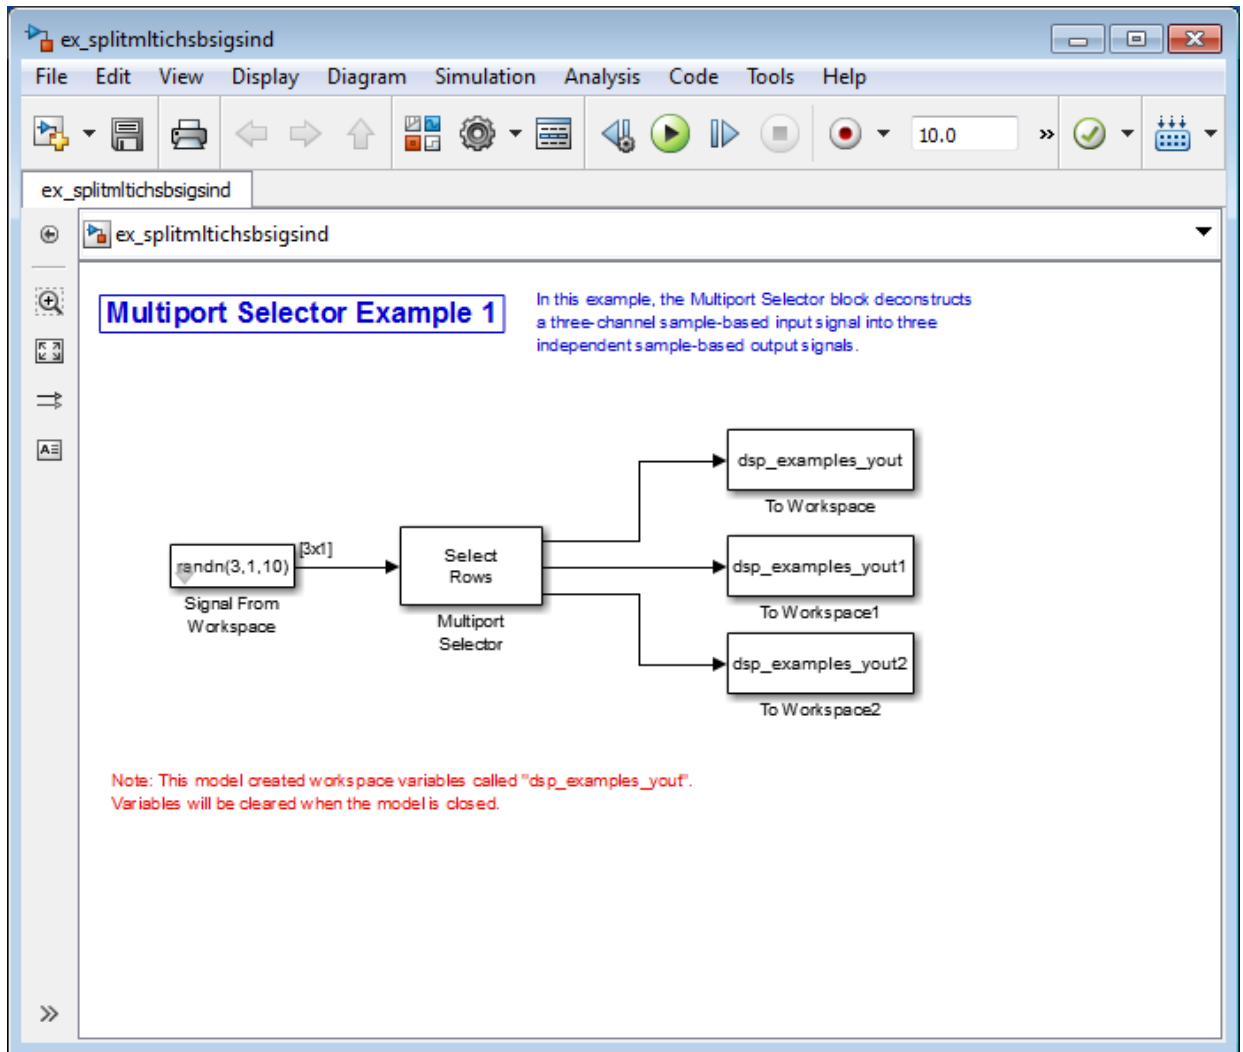 ex_splitmltichsbsigsind
File Edit View Display Diagram Simulation Analysis Code Tools Help
10.0 »
ex_splitmltichsbsigsind
ex_splitmltichsbsigsind
Multiport Selector Example 1
In this example, the Multiport Selector block deconstructs
a three-channel sample-based input signal into three
independent sample-based output signals.
dsp_examples_yout
To Workspace
randn(3,1,10)
[3x1]
Signal From
Workspace
Select
Rows
Multiport
Selector
dsp_examples_yout1
To Workspace1
dsp_examples_yout2
To Workspace2
Note: This model created workspace variables called "dsp_examples_yout".
Variables will be cleared when the model is closed.